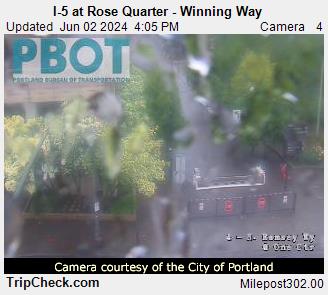 I-5 at Rose Quarter - Winning Way
Updated Jun 02 2024 4:05 PM Camera 4
PBOT
PORTLAND BUREAU OF TRANSPORTATION
Camera courtesy of the City of Portland
TripCheck.com Milepost302.00